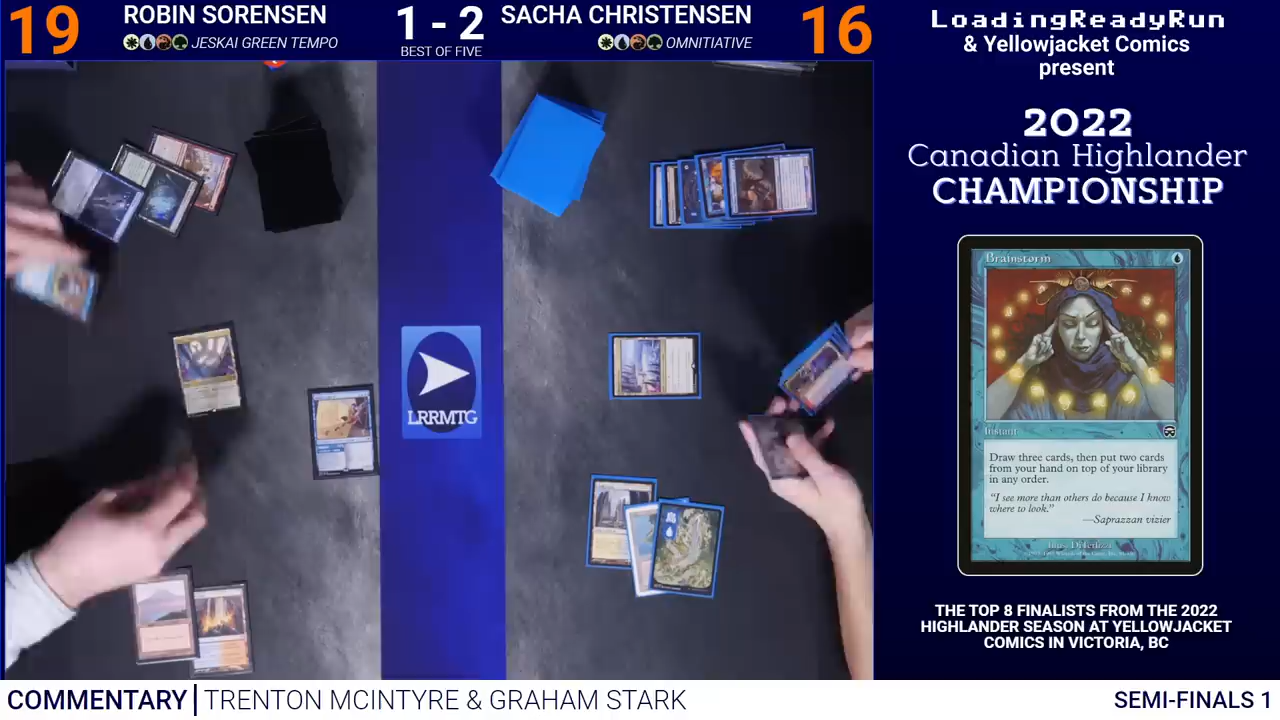 19
ROBIN SORENSEN
JESKAI GREEN TEMPO
1 - 2
BEST OF FIVE
SACHA CHRISTENSEN
OMNITIATIVE
16
LoadingReadyRun
& Yellowjacket Comics
present
2022
Canadian Highlander
CHAMPIONSHIP
LRRMTG
Brainstorm
Instant
Draw three cards, then put two cards
from your hand on top of your library
in any order.
"I see more than others do because I know
where to look."
—Saprazzan vizier
THE TOP 8 FINALISTS FROM THE 2022
HIGHLANDER SEASON AT YELLOWJACKET
COMICS IN VICTORIA, BC
COMMENTARY
TRENTON MCINTYRE & GRAHAM STARK
SEMI-FINALS 1